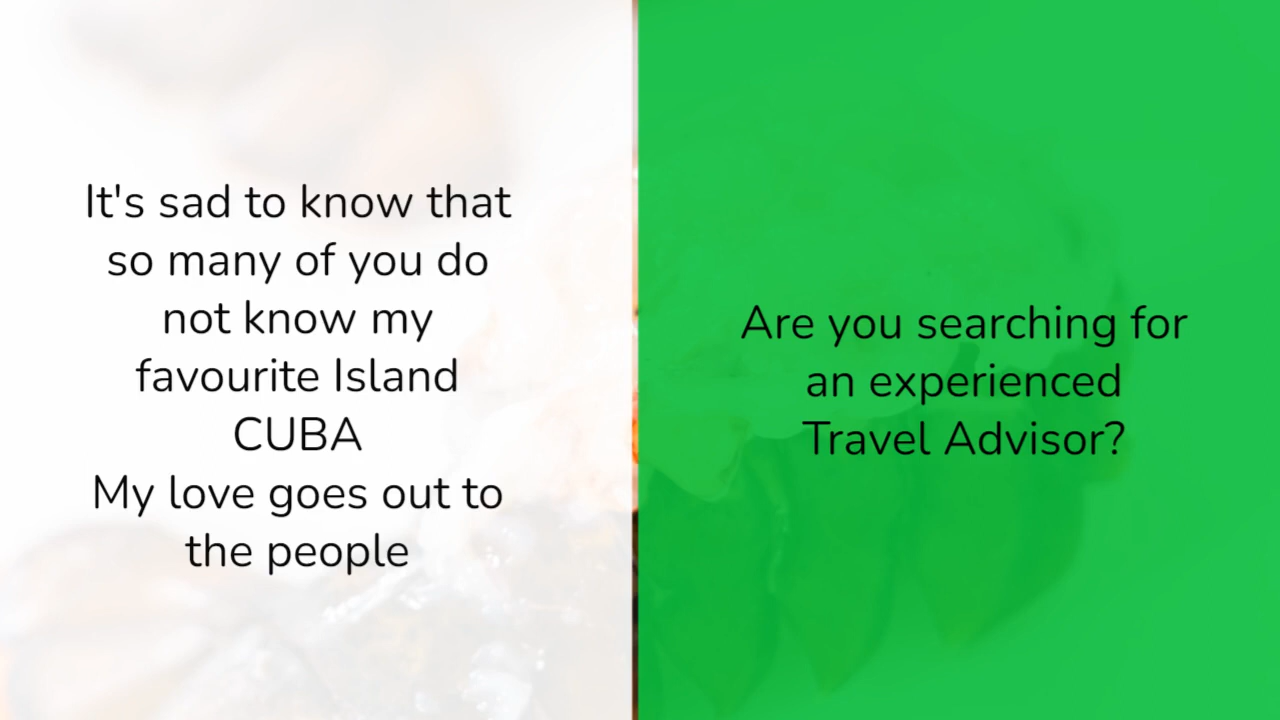 It's sad to know that
so many of you do
not know my
favourite Island
CUBA
My love goes out to
the people
Are you searching for
an experienced
Travel Advisor?